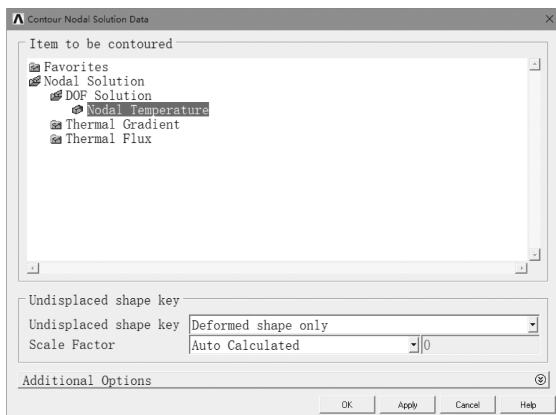 Contour Nodal Solution Data
Item to be contoured
Favorites
Nodal Solution
DOF Solution
Nodal Temperature
Thermal Gradient
Thermal Flux
Undisplaced shape key
Undisplaced shape key Deformed shape only
Scale Factor Auto Calculated 0
Additional Options
OK Apply Cancel Help